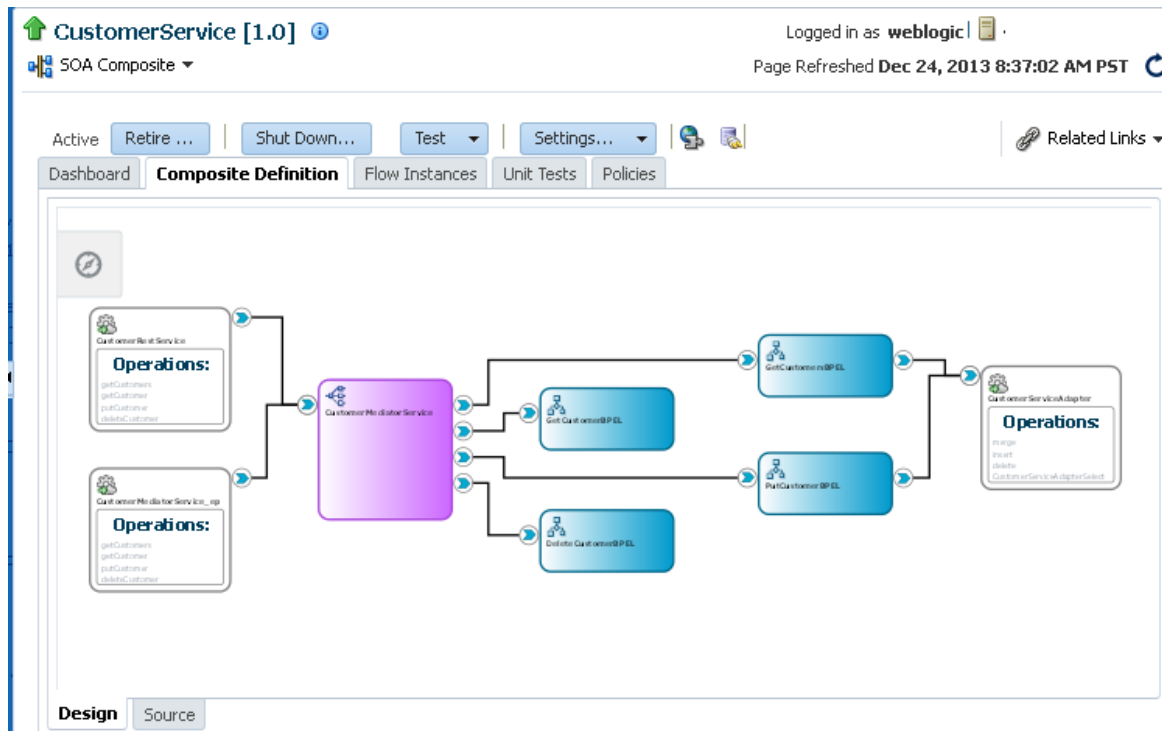 CustomerService [1.0]
Logged in as weblogic
SOA Composite
Page Refreshed Dec 24, 2013 8:37:02 AM PST
Active Retire ... Shut Down... Test Settings... Related Links
Dashboard Composite Definition Flow Instances Unit Tests Policies
CustomerRestService
Operations:
getCustomers
getCustomer
putCustomer
deleteCustomer
CustomerMediatorService_ep
Operations:
getCustomers
getCustomer
putCustomer
deleteCustomer
CustomerMediatorService
GetCustomersBPEL
GetCustomerBPEL
PutCustomerBPEL
DeleteCustomerBPEL
CustomerServiceAdapter
Operations:
merge
insert
delete
CustomerServiceAdapterSelect
Design Source